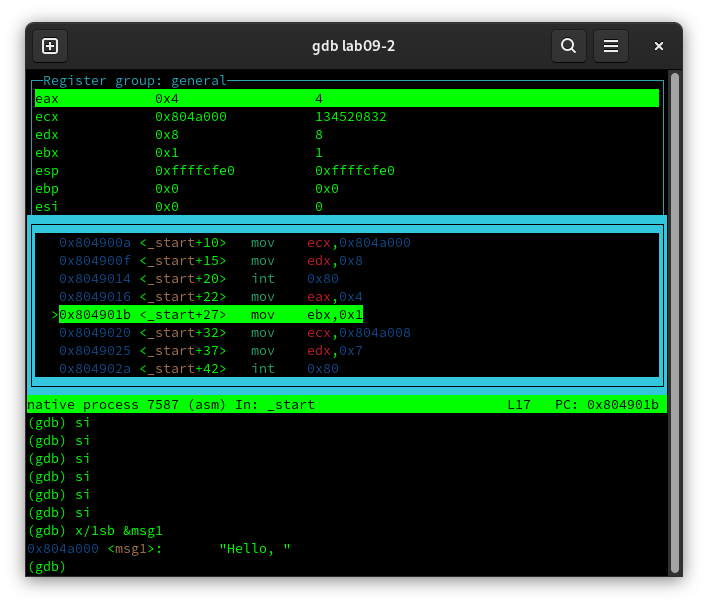 gdb lab09-2
Register group: general
eax 0x4 4
ecx 0x804a000 134520832
edx 0x8 8
ebx 0x1 1
esp 0xffffcfe0 0xffffcfe0
ebp 0x0 0x0
esi 0x0 0
0x804900a <_start+10> mov ecx,0x804a000
0x804900f <_start+15> mov edx,0x8
0x8049014 <_start+20> int 0x80
0x8049016 <_start+22> mov eax,0x4
>0x804901b <_start+27> mov ebx,0x1
0x8049020 <_start+32> mov ecx,0x804a008
0x8049025 <_start+37> mov edx,0x7
0x804902a <_start+42> int 0x80
native process 7587 (asm) In: _start L17 PC: 0x804901b
(gdb) si
(gdb) si
(gdb) si
(gdb) si
(gdb) si
(gdb) si
(gdb) x/1sb &msg1
0x804a000 <msg1>: "Hello, "
(gdb)